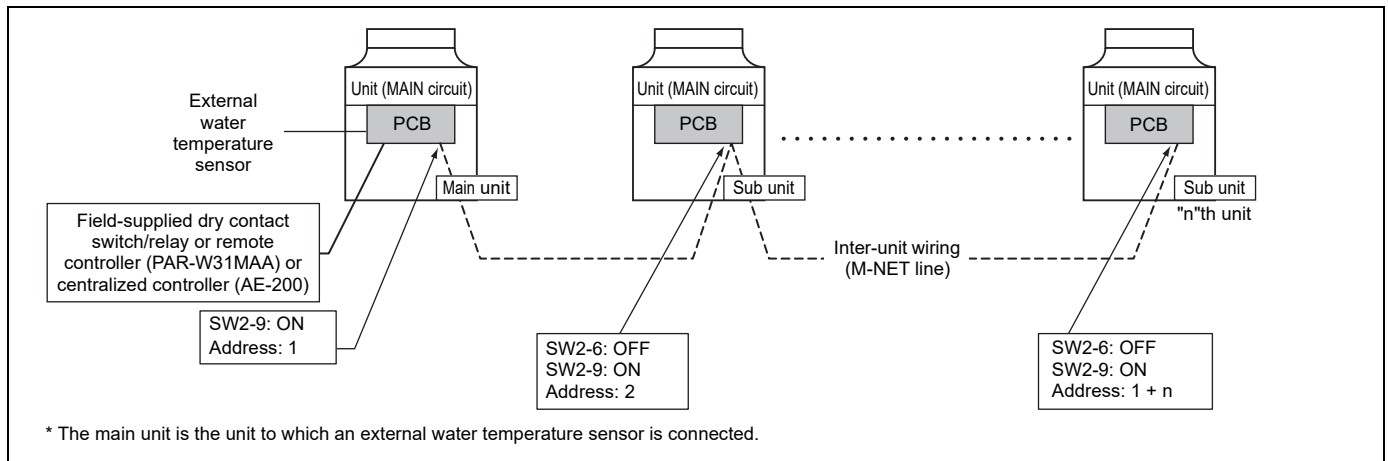 Unit (MAIN circuit)
PCB
Main unit
External
water
temperature
sensor
Field-supplied dry contact
switch/relay or remote
controller (PAR-W31MAA) or
centralized controller (AE-200)
SW2-9: ON
Address: 1
Unit (MAIN circuit)
PCB
Sub unit
SW2-6: OFF
SW2-9: ON
Address: 2
Inter-unit wiring
(M-NET line)
Unit (MAIN circuit)
PCB
Sub unit
"n"th unit
SW2-6: OFF
SW2-9: ON
Address: 1 + n
* The main unit is the unit to which an external water temperature sensor is connected.